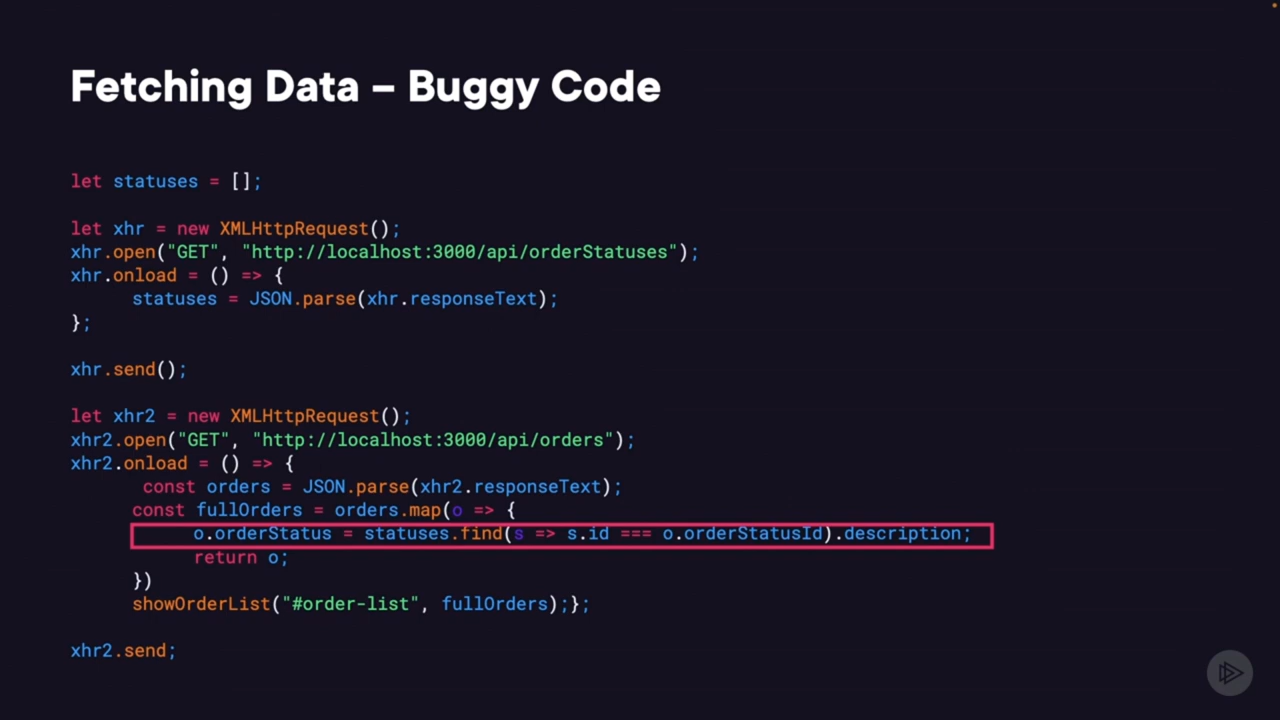 Fetching Data – Buggy Code
let statuses = [];
let xhr = new XMLHttpRequest();
xhr.open("GET", "http://localhost:3000/api/orderStatuses");
xhr.onload = () => {
statuses = JSON.parse(xhr.responseText);
};
xhr.send();
let xhr2 = new XMLHttpRequest();
xhr2.open("GET", "http://localhost:3000/api/orders");
xhr2.onload = () => {
const orders = JSON.parse(xhr2.responseText);
const fullOrders = orders.map(o => {
o.orderStatus = statuses.find(s => s.id === o.orderStatusId).description;
return o;
})
showOrderList("#order-list", fullOrders);};
xhr2.send;